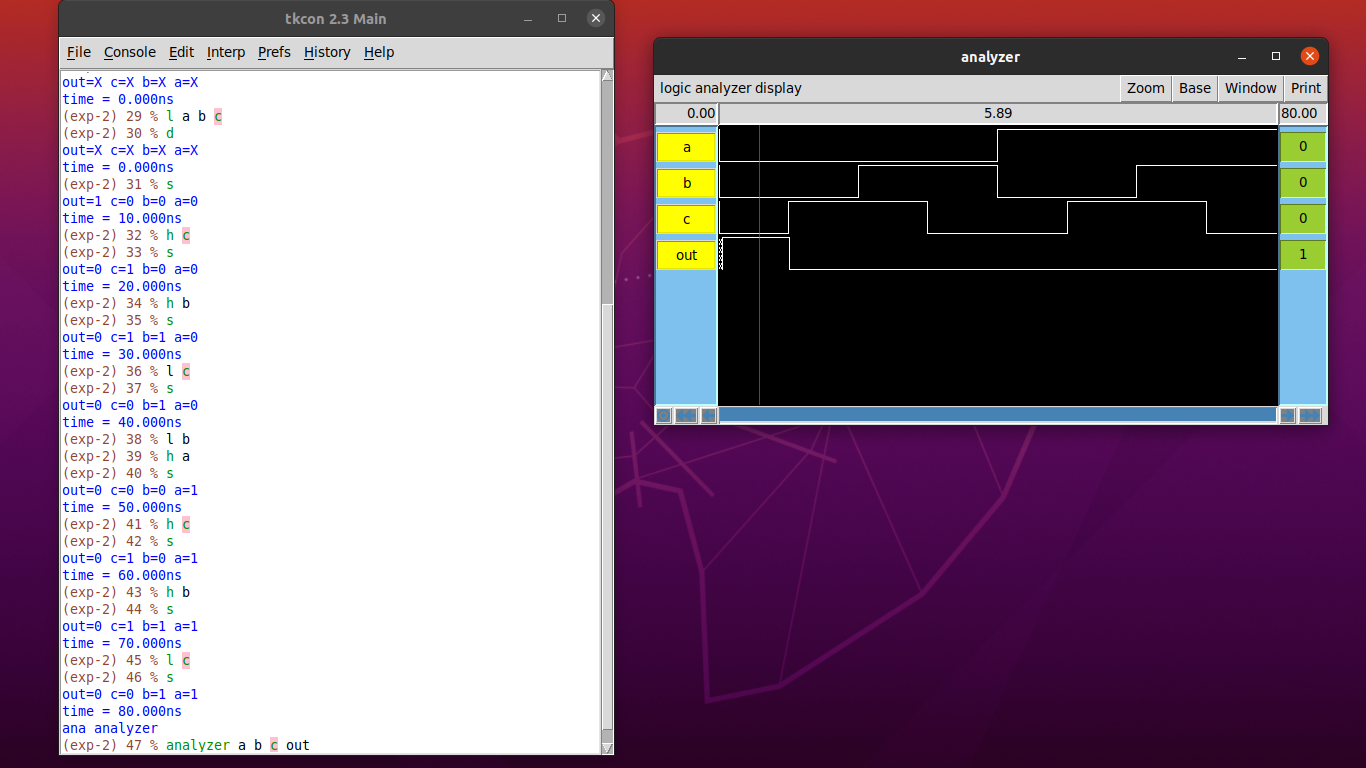 tkcon 2.3 Main
File Console Edit Interp Prefs History Help
out=X c=X b=X a=X
time = 0.000ns
(exp-2) 29 % l a b c
(exp-2) 30 % d
out=X c=X b=X a=X
time = 0.000ns
(exp-2) 31 % s
out=1 c=0 b=0 a=0
time = 10.000ns
(exp-2) 32 % h c
(exp-2) 33 % s
out=0 c=1 b=0 a=0
time = 20.000ns
(exp-2) 34 % h b
(exp-2) 35 % s
out=0 c=1 b=1 a=0
time = 30.000ns
(exp-2) 36 % l c
(exp-2) 37 % s
out=0 c=0 b=1 a=0
time = 40.000ns
(exp-2) 38 % l b
(exp-2) 39 % h a
(exp-2) 40 % s
out=0 c=0 b=0 a=1
time = 50.000ns
(exp-2) 41 % h c
(exp-2) 42 % s
out=0 c=1 b=0 a=1
time = 60.000ns
(exp-2) 43 % h b
(exp-2) 44 % s
out=0 c=1 b=1 a=1
time = 70.000ns
(exp-2) 45 % l c
(exp-2) 46 % s
out=0 c=0 b=1 a=1
time = 80.000ns
ana analyzer
(exp-2) 47 % analyzer a b c out
analyzer
logic analyzer display Zoom Base Window Print
0.00 5.89 80.00
a 0
b 0
c 0
out 1